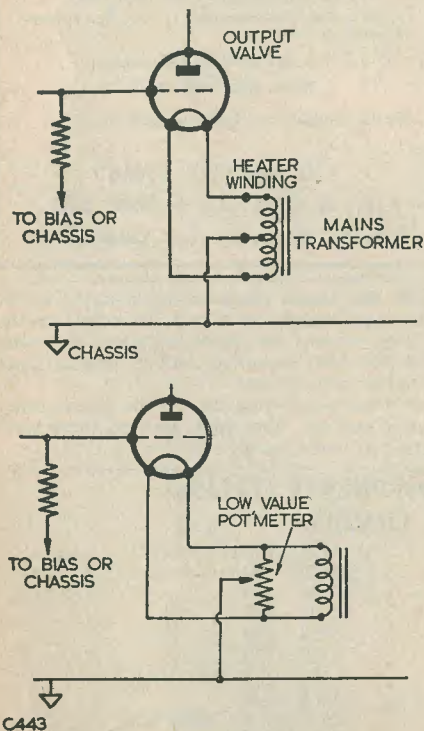 OUTPUT
VALVE
HEATER
WINDING
TO BIAS OR
CHASSIS
MAINS
TRANSFORMER
CHASSIS
LOW VALUE
POT'METER
TO BIAS OR
CHASSIS
C443